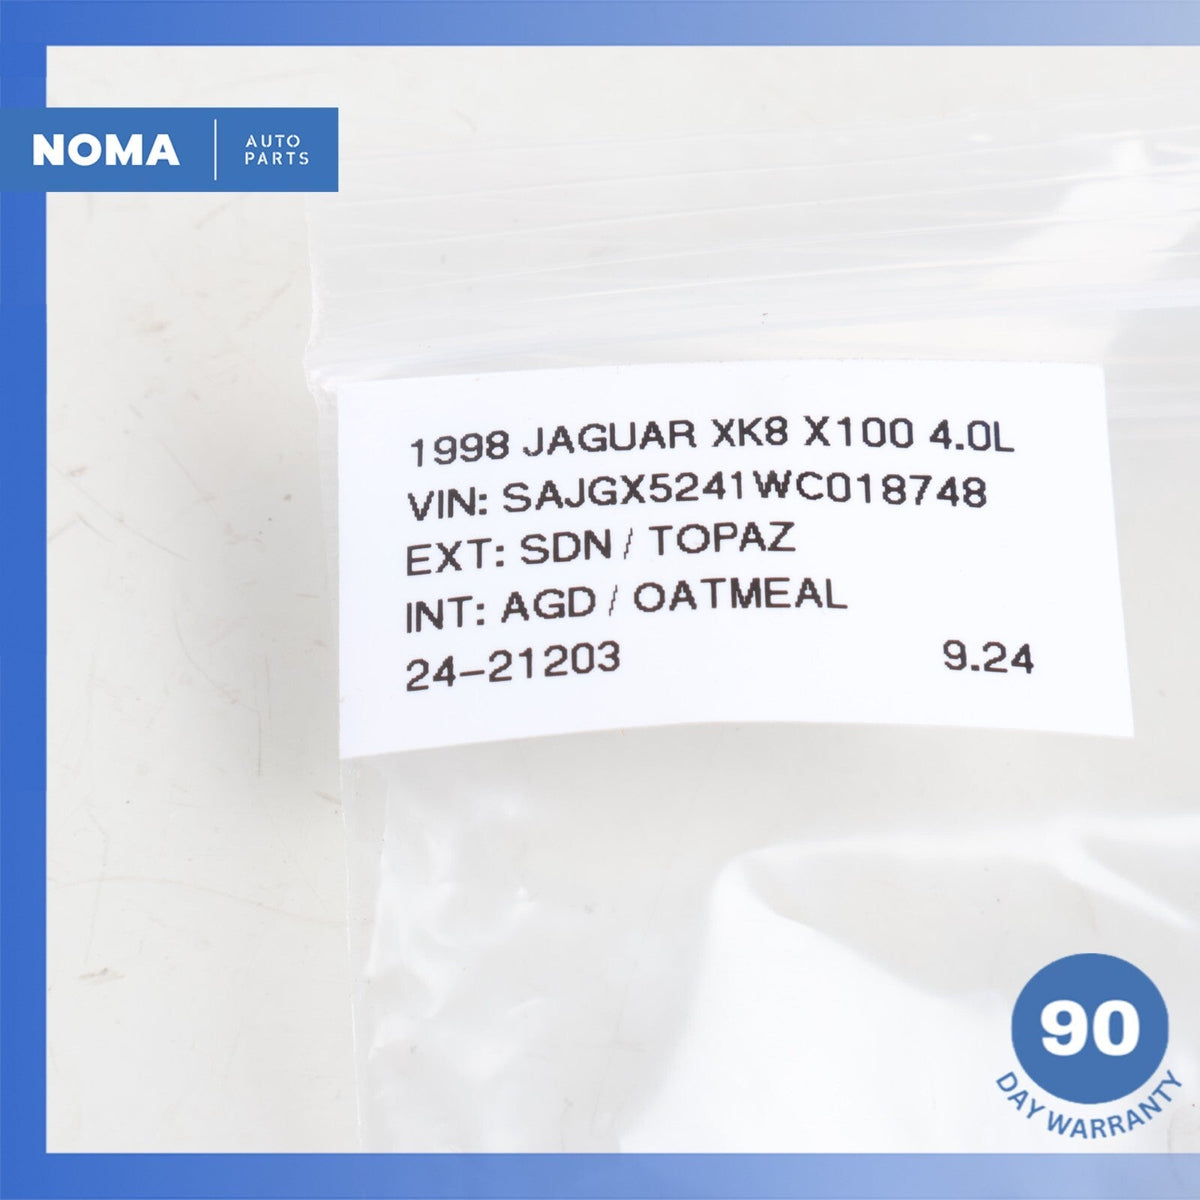 NOMA
AUTO
PARTS
1998 JAGUAR XK8 X100 4.0L
VIN: SAJGX5241WC018748
EXT: SDN / TOPAZ
INT: AGD / OATMEAL
24-21203 9.24
90
DAY WARRANTY